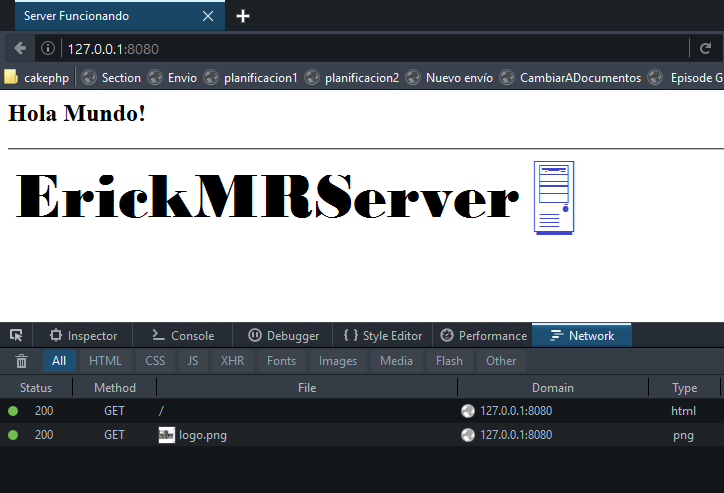 Server Funcionando
127.0.0.1:8080
cakephp Section Envio planificacion1 planificacion2 Nuevo envío CambiarADocumentos Episode G
Hola Mundo!
ErickMRServer
Inspector Console Debugger { } Style Editor Performance Network
All HTML CSS JS XHR Fonts Images Media Flash Other
Status Method File Domain Type
200 GET / 127.0.0.1:8080 html
200 GET logo.png 127.0.0.1:8080 png